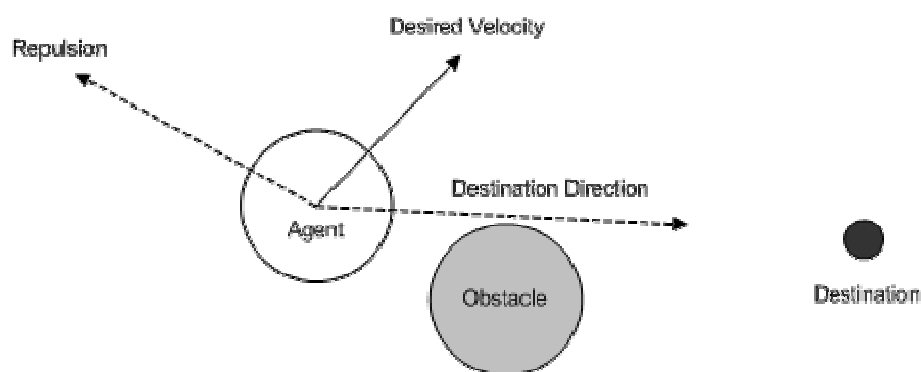 Desired Velocity
Repulsion
Destination Direction
Agent
Obstacle
Destination